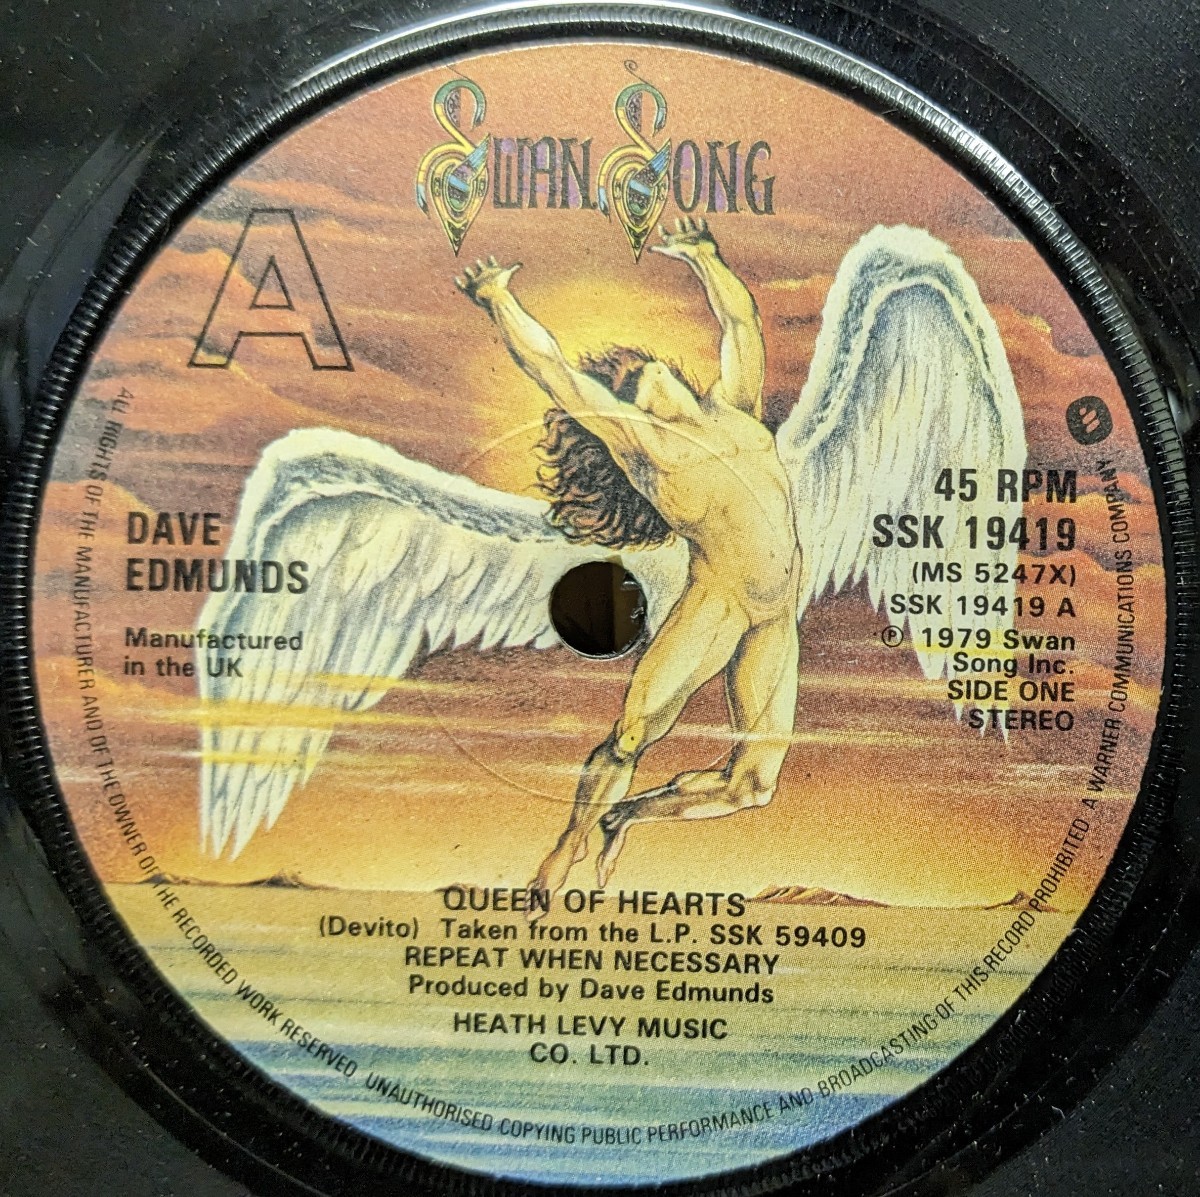 SWAN SONG
A
DAVE
EDMUNDS
Manufactured
in the UK
45 RPM
SSK 19419
(MS 5247X)
SSK 19419 A
℗ 1979 Swan
Song Inc.
SIDE ONE
STEREO
QUEEN OF HEARTS
(Devito) Taken from the L.P. SSK 59409
REPEAT WHEN NECESSARY
Produced by Dave Edmunds
HEATH LEVY MUSIC
CO. LTD.
ALL RIGHTS OF THE MANUFACTURER AND OF THE OWNER OF THE RECORDED WORK RESERVED UNAUTHORISED COPYING PUBLIC PERFORMANCE AND BROADCASTING OF THIS RECORD PROHIBITED A WARNER COMMUNICATIONS COMPANY